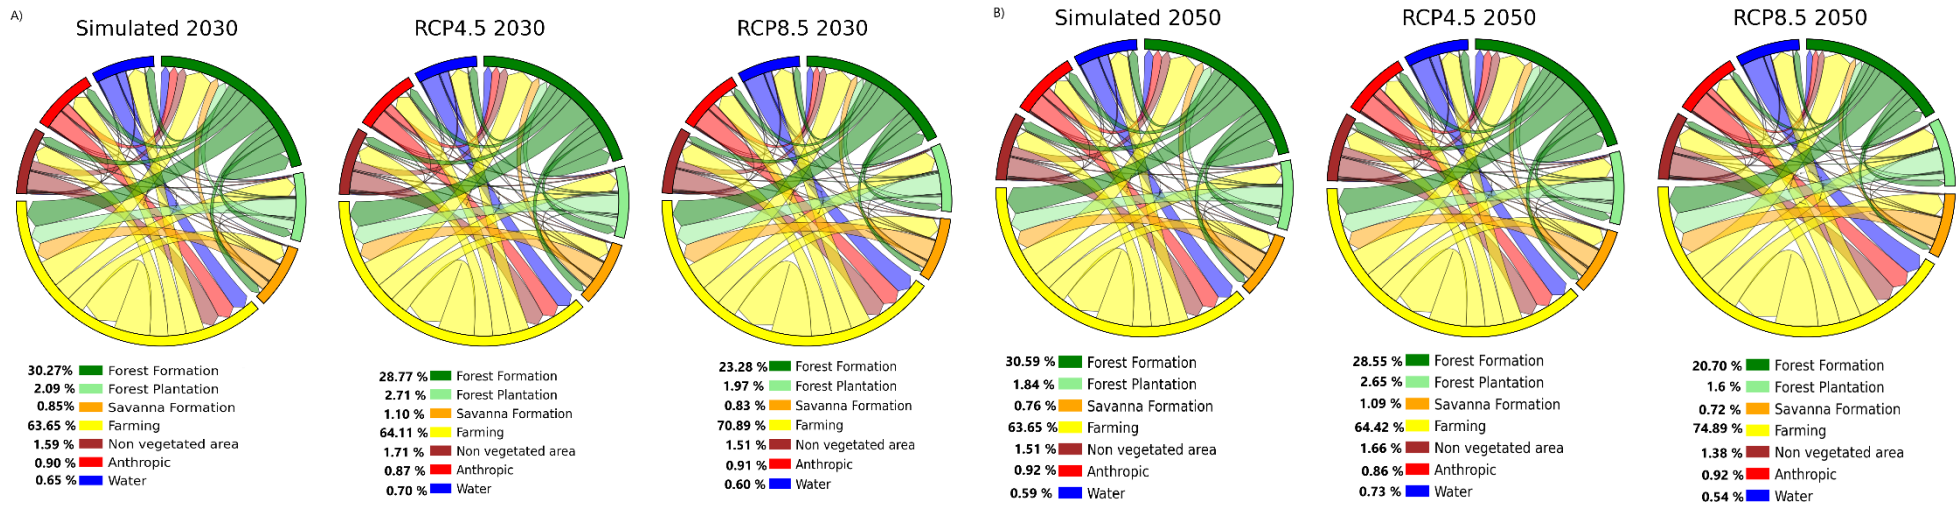 A)
Simulated 2030
30.27% Forest Formation
2.09 % Forest Plantation
0.85% Savanna Formation
63.65 % Farming
1.59 % Non vegetated area
0.90 % Anthropic
0.65 % Water
RCP4.5 2030
28.77 % Forest Formation
2.71 % Forest Plantation
1.10 % Savanna Formation
64.11 % Farming
1.71 % Non vegetated area
0.87 % Anthropic
0.70 % Water
RCP8.5 2030
23.28 % Forest Formation
1.97 % Forest Plantation
0.83 % Savanna Formation
70.89 % Farming
1.51 % Non vegetated area
0.91 % Anthropic
0.60 % Water
B)
Simulated 2050
30.59 % Forest Formation
1.84 % Forest Plantation
0.76 % Savanna Formation
63.65 % Farming
1.51 % Non vegetated area
0.92 % Anthropic
0.59 % Water
RCP4.5 2050
28.55 % Forest Formation
2.65 % Forest Plantation
1.09 % Savanna Formation
64.42 % Farming
1.66 % Non vegetated area
0.86 % Anthropic
0.73 % Water
RCP8.5 2050
20.70 % Forest Formation
1.6 % Forest Plantation
0.72 % Savanna Formation
74.89 % Farming
1.38 % Non vegetated area
0.92 % Anthropic
0.54 % Water